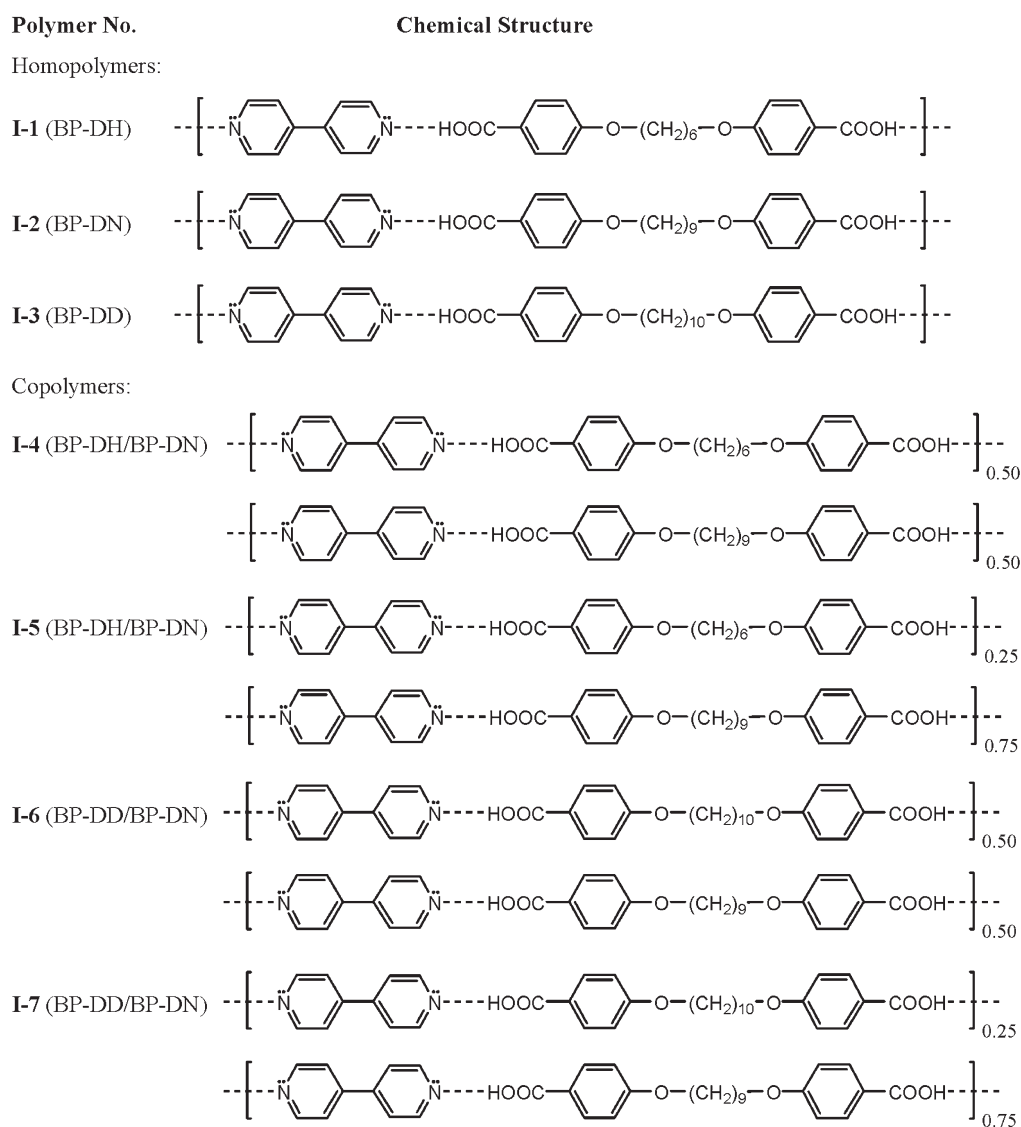 Polymer No. Chemical Structure
Homopolymers:
I-1 (BP-DH) N N HOOC O (CH2)6 O COOH
I-2 (BP-DN) N N HOOC O (CH2)9 O COOH
I-3 (BP-DD) N N HOOC O (CH2)10 O COOH
Copolymers:
I-4 (BP-DH/BP-DN) N N HOOC O (CH2)6 O COOH 0.50
N N HOOC O (CH2)9 O COOH 0.50
I-5 (BP-DH/BP-DN) N N HOOC O (CH2)6 O COOH 0.25
N N HOOC O (CH2)9 O COOH 0.75
I-6 (BP-DD/BP-DN) N N HOOC O (CH2)10 O COOH 0.50
N N HOOC O (CH2)9 O COOH 0.50
I-7 (BP-DD/BP-DN) N N HOOC O (CH2)10 O COOH 0.25
N N HOOC O (CH2)9 O COOH 0.75